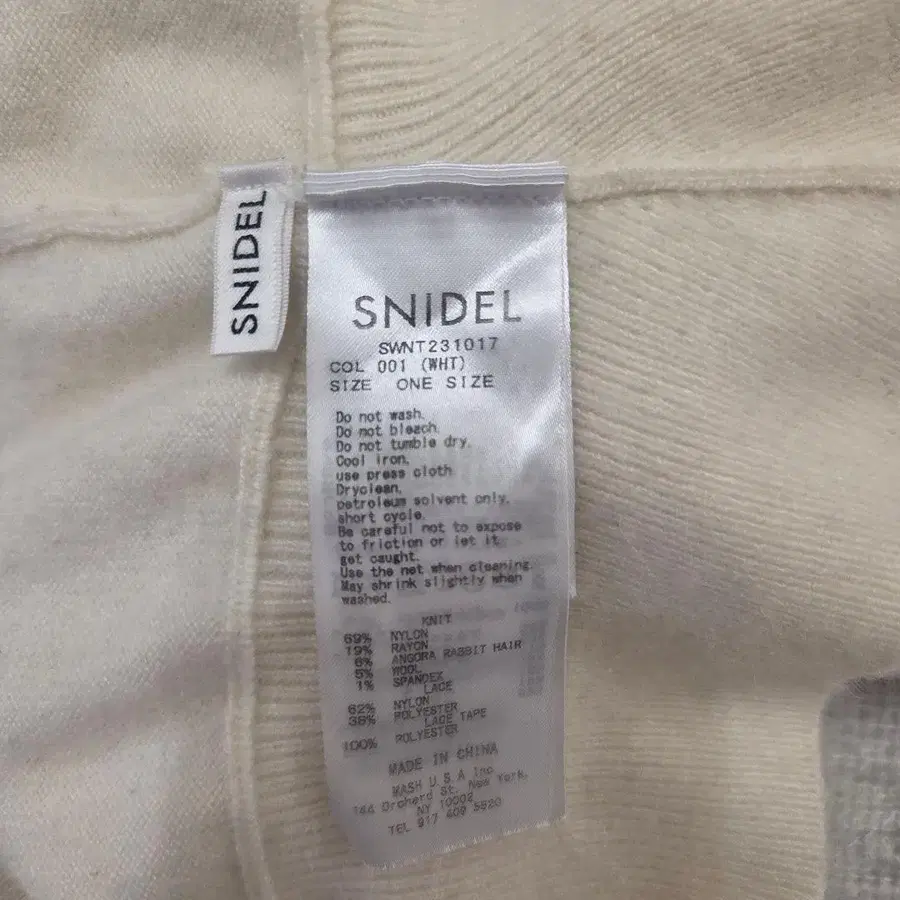 SNIDEL
SNIDEL
SWNT231017
COL 001 (WHT)
SIZE ONE SIZE
Do not wash.
Do not bleach.
Do not tumble dry.
Cool iron.
use press cloth
Dryclean.
petroleum solvent only.
short cycle.
Be careful not to expose
to friction or let it
get caught.
Use the net when cleaning.
May shrink slightly when
washed.
KNIT
69% NYLON
19% RAYON
6% ANGORA RABBIT HAIR
5% WOOL
1% SPANDEX
LACE
62% NYLON
38% POLYESTER
LACE TAPE
100% POLYESTER
MADE IN CHINA
MASH U S A Inc
144 Orchard St. New York,
NY 10002
TEL 917 409 5820